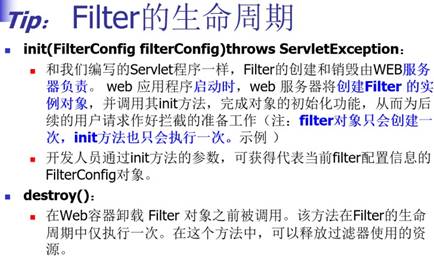 Tip： Filter的生命周期
init(FilterConfig filterConfig)throws ServletException：
和我们编写的Servlet程序一样，Filter的创建和销毁由WEB服务
器负责。 web 应用程序启动时，web 服务器将创建Filter 的实
例对象，并调用其init方法，完成对象的初始化功能，从而为后
续的用户请求作好拦截的准备工作（注：filter对象只会创建一
次，init方法也只会执行一次。示例 ）
开发人员通过init方法的参数，可获得代表当前filter配置信息的
FilterConfig对象。
destroy()：
在Web容器卸载 Filter 对象之前被调用。该方法在Filter的生命
周期中仅执行一次。在这个方法中，可以释放过滤器使用的资
源。